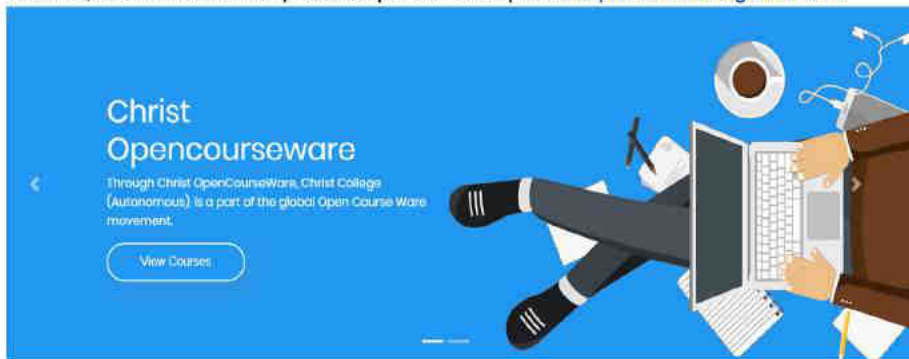 Christ
Opencourseware
Through Christ OpenCourseWare, Christ College
(Autonomous) is a part of the global Open Course Ware
movement.
View Courses